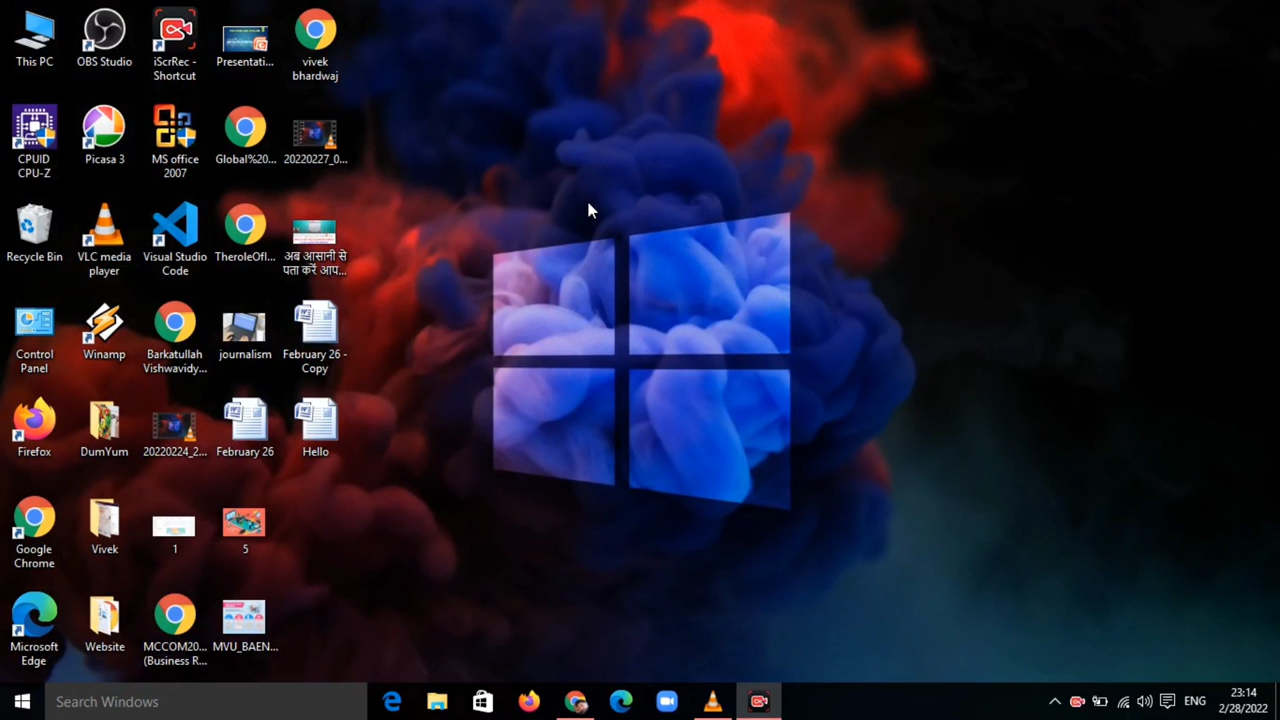 This PC
OBS Studio
iScrRec -
Shortcut
Presentati...
vivek
bhardwaj
CPUID
CPU-Z
Picasa 3
MS office
2007
Global%20...
20220227_0...
Recycle Bin
VLC media
player
Visual Studio
Code
TheroleOfI...
अब आसानी से
पता करें आप...
Control
Panel
Winamp
Barkatullah
Vishwavidy...
journalism
February 26 -
Copy
Firefox
DumYum
20220224_2...
February 26
Hello
Google
Chrome
Vivek
1
5
Microsoft
Edge
Website
MCCOM20...
(Business R...
MVU_BAEN...
Search Windows
ENG
23:14
2/28/2022